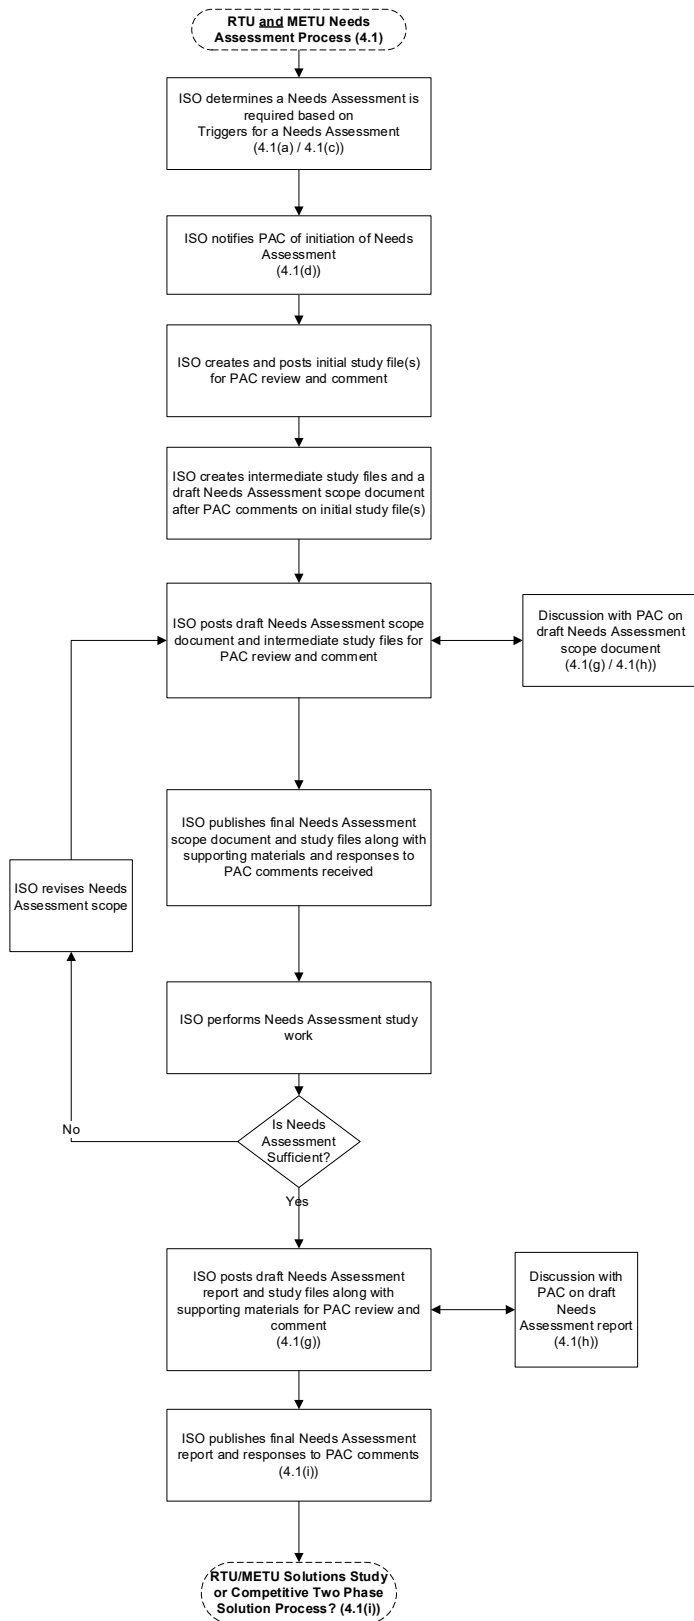 RTU and METU Needs
Assessment Process (4.1)
ISO determines a Needs Assessment is
required based on
Triggers for a Needs Assessment
(4.1(a) / 4.1(c))
ISO notifies PAC of initiation of Needs
Assessment
(4.1(d))
ISO creates and posts initial study file(s)
for PAC review and comment
ISO creates intermediate study files and a
draft Needs Assessment scope document
after PAC comments on initial study file(s)
ISO posts draft Needs Assessment scope
document and intermediate study files for
PAC review and comment
Discussion with PAC on
draft Needs Assessment
scope document
(4.1(g) / 4.1(h))
ISO publishes final Needs Assessment
scope document and study files along with
supporting materials and responses to
PAC comments received
ISO revises Needs
Assessment scope
ISO performs Needs Assessment study
work
Is Needs
Assessment
Sufficient?
No
Yes
ISO posts draft Needs Assessment
report and study files along with
supporting materials for PAC review and
comment
(4.1(g))
Discussion with
PAC on draft
Needs
Assessment report
(4.1(h))
ISO publishes final Needs Assessment
report and responses to PAC comments
(4.1(i))
RTU/METU Solutions Study
or Competitive Two Phase
Solution Process? (4.1(i))